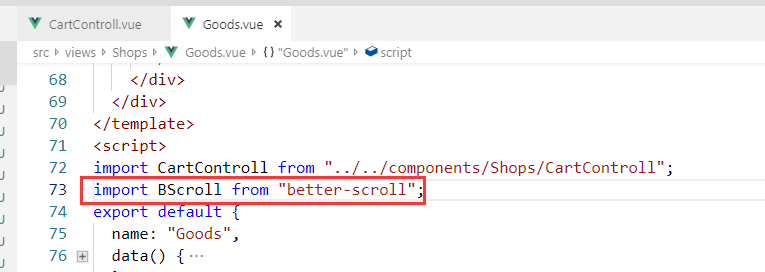 CartControll.vue Goods.vue ×
src > views > Shops > Goods.vue > {} "Goods.vue" > script
68 </div>
69 </div>
70 </template>
71 <script>
72 import CartControll from "../../components/Shops/CartControll";
73 import BScroll from "better-scroll";
74 export default {
75 name: "Goods",
76 data() { ⋯